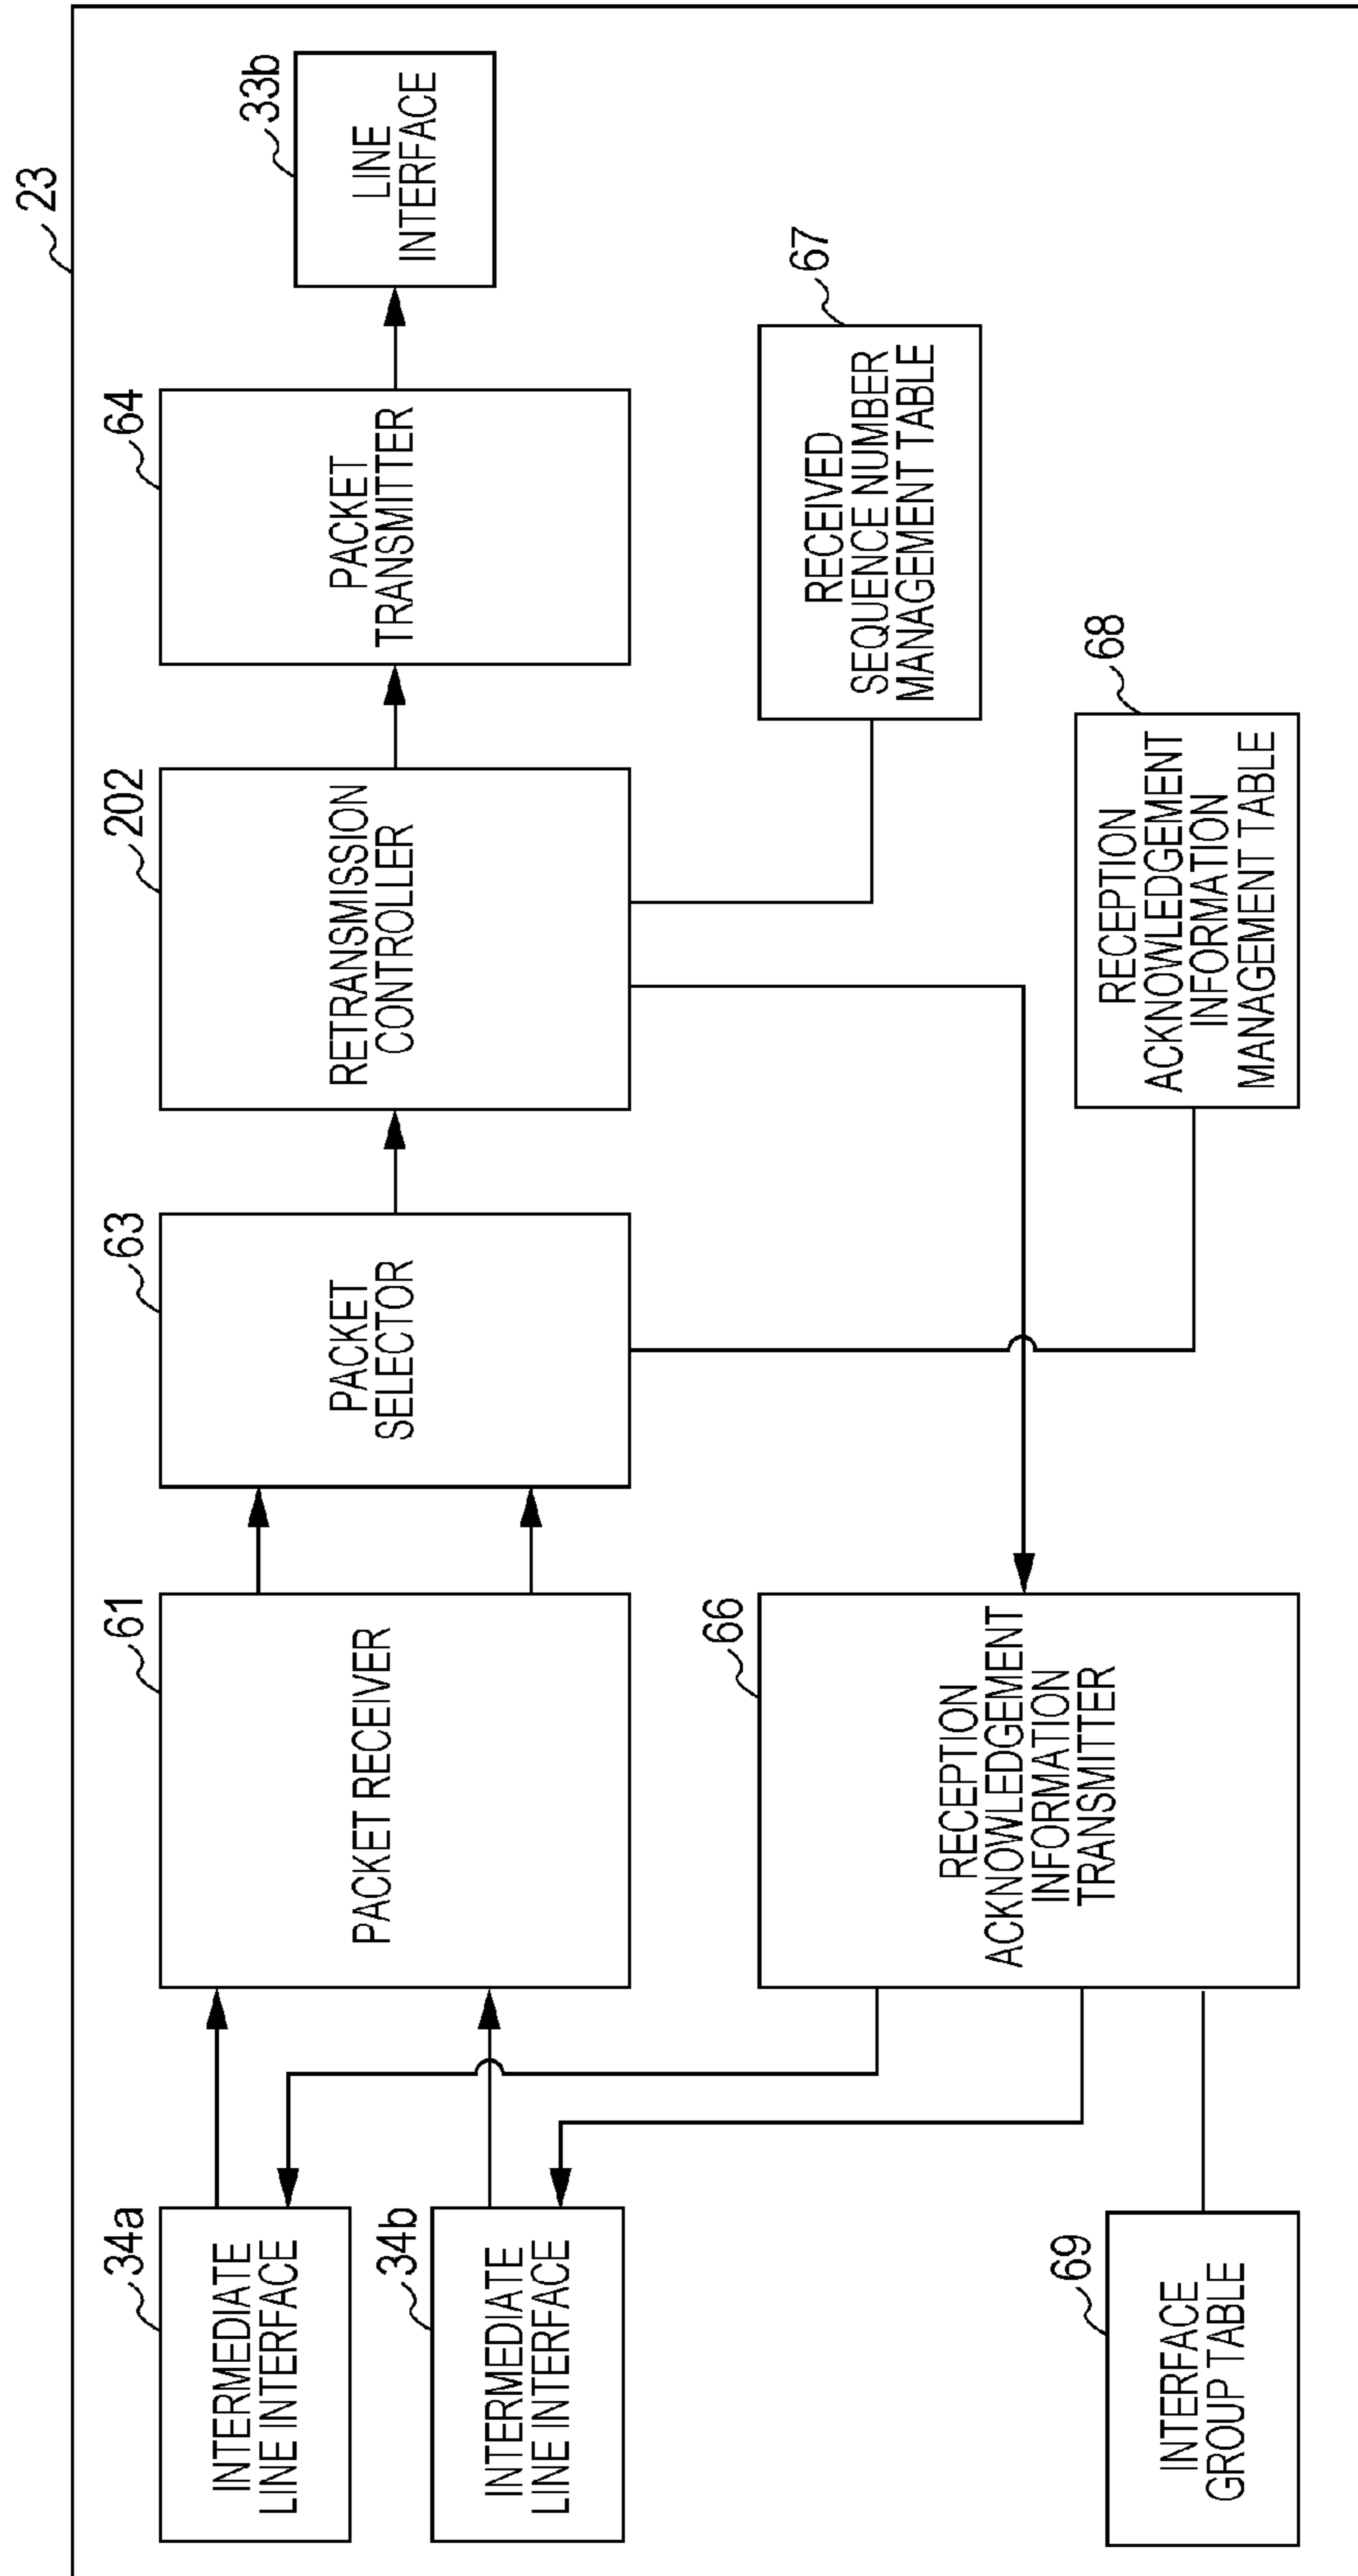 23
34a
INTERMEDIATE
LINE INTERFACE
61
PACKET RECEIVER
63
PACKET
SELECTOR
202
RETRANSMISSION
CONTROLLER
64
PACKET
TRANSMITTER
33b
LINE
INTERFACE
34b
INTERMEDIATE
LINE INTERFACE
66
RECEPTION
ACKNOWLEDGEMENT
INFORMATION
TRANSMITTER
67
RECEIVED
SEQUENCE NUMBER
MANAGEMENT TABLE
69
INTERFACE
GROUP TABLE
68
RECEPTION
ACKNOWLEDGEMENT
INFORMATION
MANAGEMENT TABLE